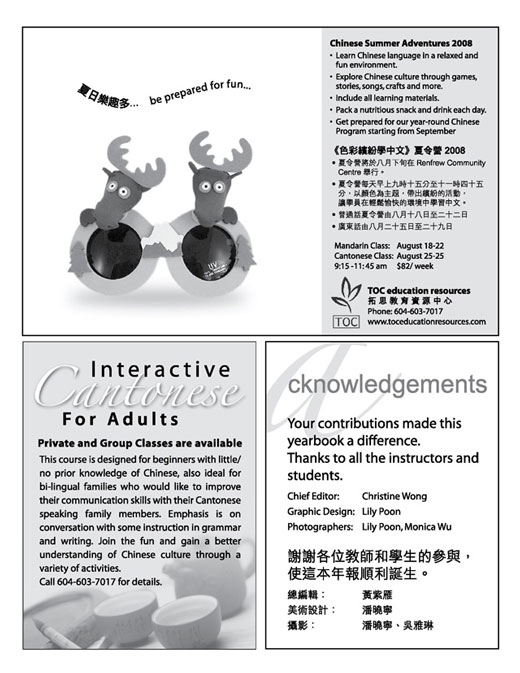 夏日樂趣多... be prepared for fun...
UV
Chinese Summer Adventures 2008
• Learn Chinese language in a relaxed and
fun environment.
• Explore Chinese culture through games,
stories, songs, crafts and more.
• Include all learning materials.
• Pack a nutritious snack and drink each day.
• Get prepared for our year-round Chinese
Program starting from September
《色彩繽紛學中文》夏令營 2008
• 夏令營將於八月下旬在 Renfrew Community
Centre 舉行。
• 夏令營每天早上九時十五分至十一時四十五
分，以顏色為主題，帶出繽紛的活動，
讓學員在輕鬆愉快的環境中學習中文。
• 普通話夏令營由八月十八日至二十二日
• 廣東話由八月二十五日至二十九日
Mandarin Class: August 18-22
Cantonese Class: August 25-25
9:15 -11:45 am $82/ week
TOC education resources
拓思教育資源中心
Phone: 604-603-7017
TOC www.toceducationresources.com
Interactive
Cantonese
For Adults
Private and Group Classes are available
This course is designed for beginners with little/
no prior knowledge of Chinese, also ideal for
bi-lingual families who would like to improve
their communication skills with their Cantonese
speaking family members. Emphasis is on
conversation with some instruction in grammar
and writing. Join the fun and gain a better
understanding of Chinese culture through a
variety of activities.
Call 604-603-7017 for details.
acknowledgements
Your contributions made this
yearbook a difference.
Thanks to all the instructors and
students.
Chief Editor: Christine Wong
Graphic Design: Lily Poon
Photographers: Lily Poon, Monica Wu
謝謝各位教師和學生的參與，
使這本年報順利誕生。
總編輯： 黃紫雁
美術設計： 潘曉寧
攝影： 潘曉寧、吳雅琳